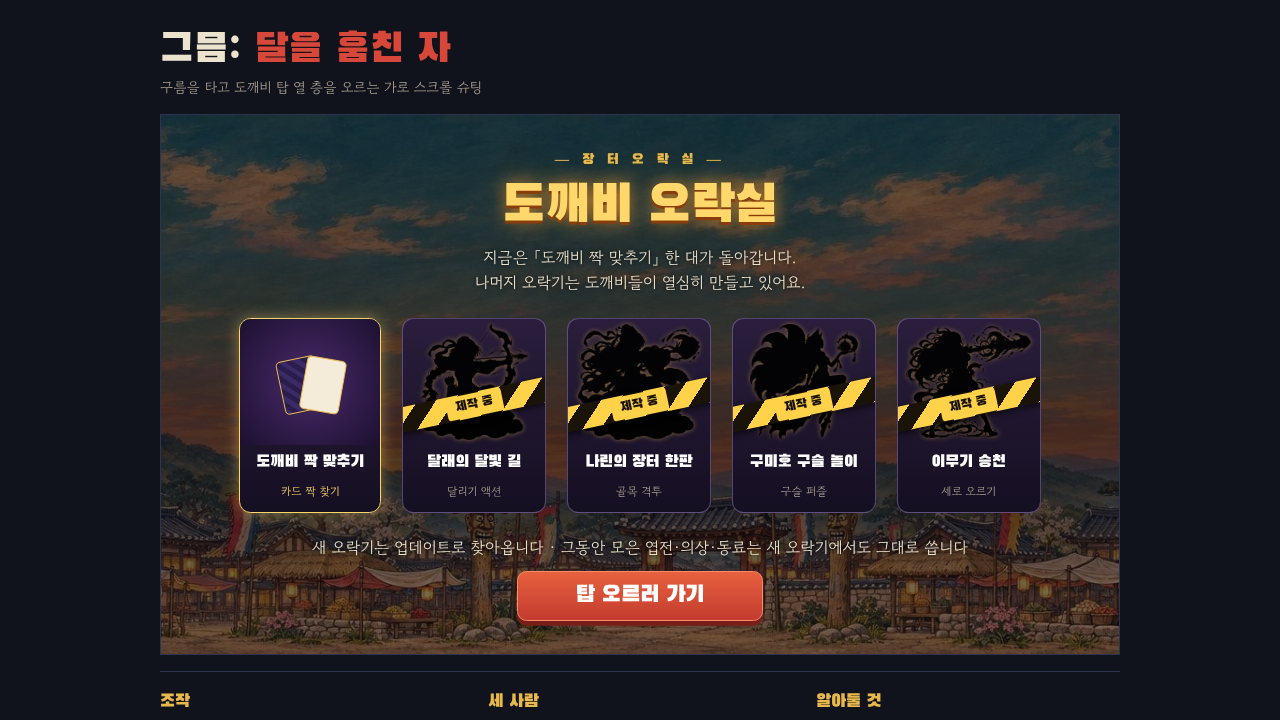 그믐: 달을 훔친 자
구름을 타고 도깨비 탑 열 층을 오르는 가로 스크롤 슈팅
— 장 터 오 락 실 —
도깨비 오락실
지금은 「도깨비 짝 맞추기」 한 대가 돌아갑니다.
나머지 오락기는 도깨비들이 열심히 만들고 있어요.
제작 중
제작 중
제작 중
제작 중
도깨비 짝 맞추기
카드 짝 찾기
달래의 달빛 길
달리기 액션
나린의 장터 한판
골목 격투
구미호 구슬 놀이
구슬 퍼즐
이무기 승천
세로 오르기
새 오락기는 업데이트로 찾아옵니다 · 그동안 모은 엽전·의상·동료는 새 오락기에서도 그대로 씁니다
탑 오르러 가기
조작
세 사람
알아둘 것